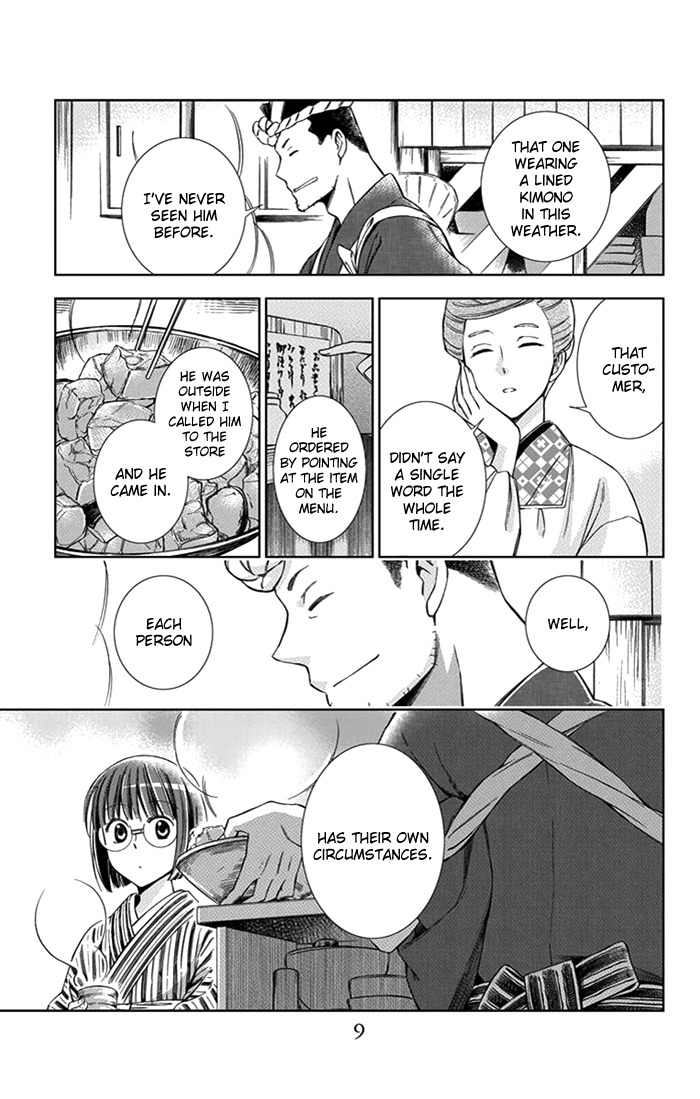 THAT ONE
WEARING
A LINED
KIMONO
IN THIS
WEATHER.
I'VE NEVER
SEEN HIM
BEFORE.
THAT
CUSTO-
MER,
DIDN'T SAY
A SINGLE
WORD THE
WHOLE
TIME.
HE
ORDERED
BY POINTING
AT THE ITEM
ON THE
MENU.
HE WAS
OUTSIDE
WHEN I
CALLED HIM
TO THE
STORE
AND HE
CAME IN.
WELL,
EACH
PERSON
HAS THEIR OWN
CIRCUMSTANCES.
9